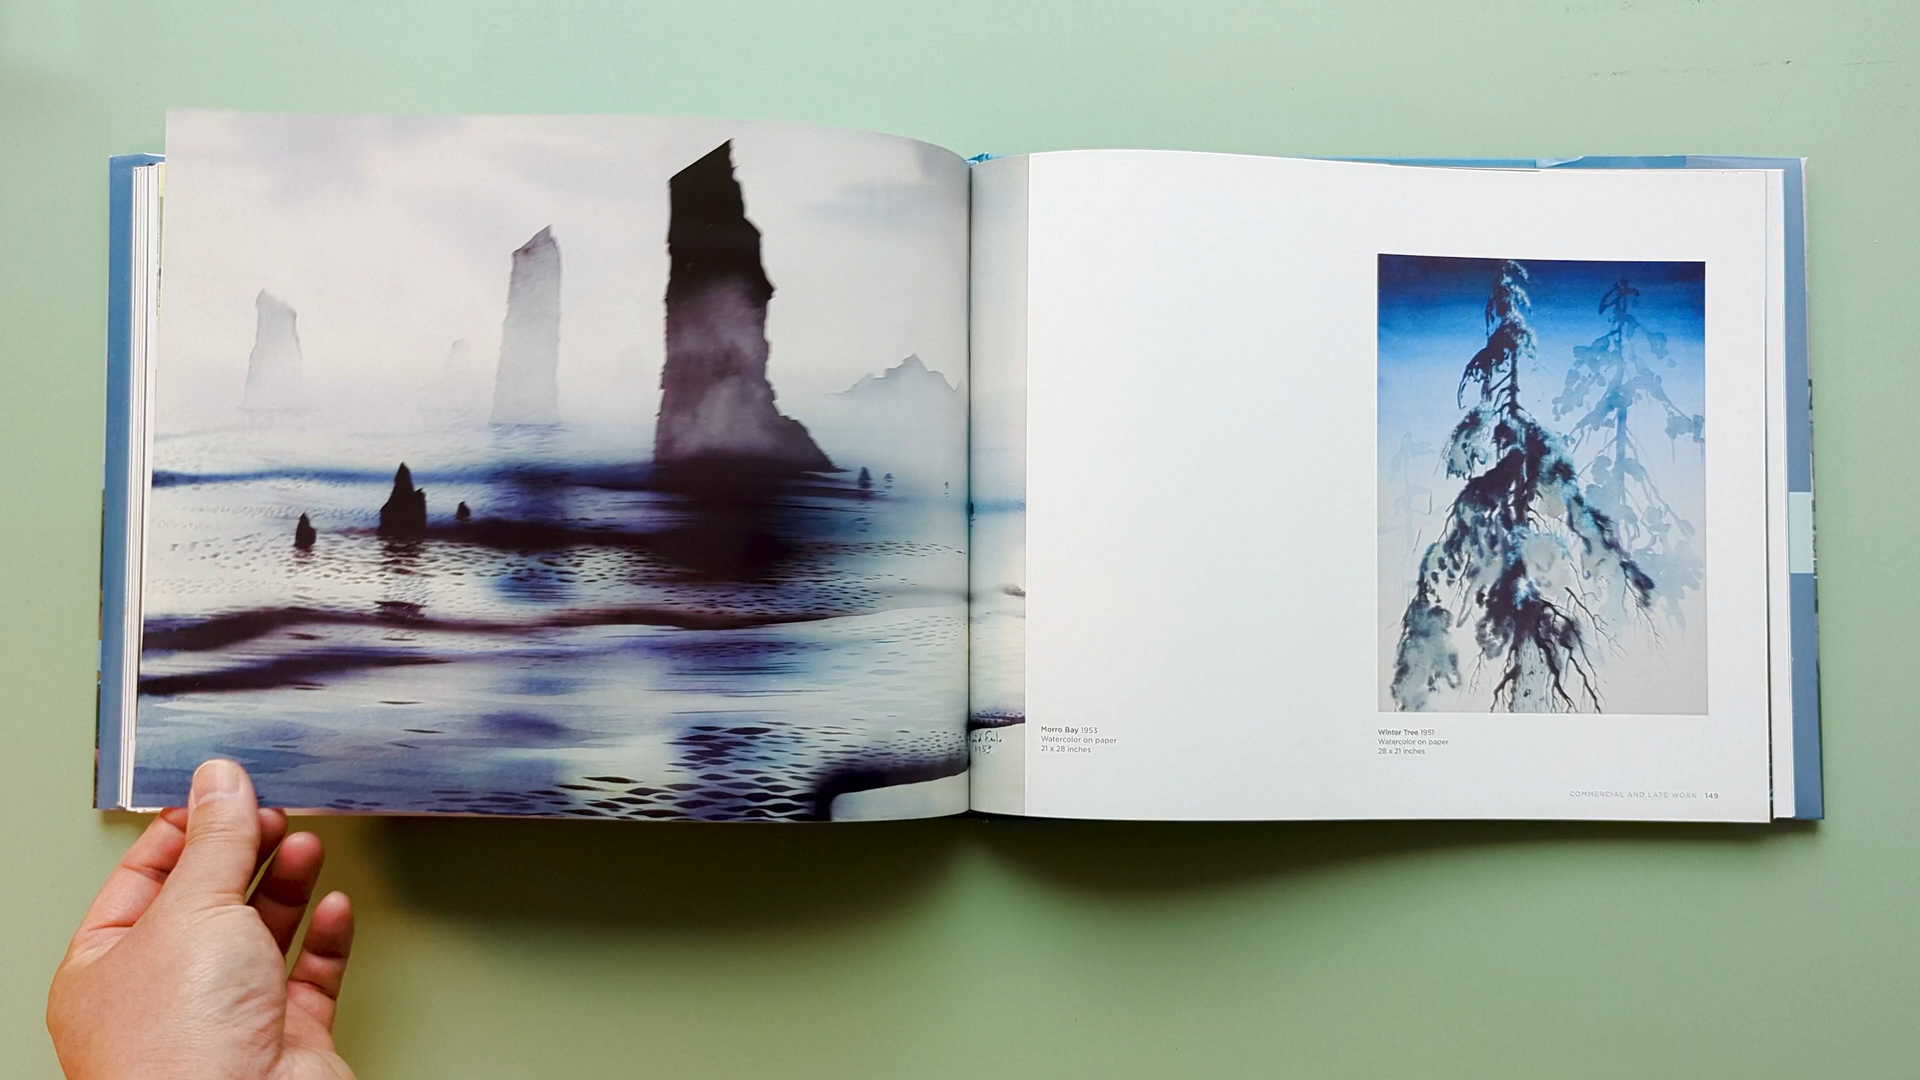 Morro Bay 1953
Watercolor on paper
21 x 28 inches
Winter Tree 1951
Watercolor on paper
28 x 21 inches
COMMERCIAL AND LATE WORK 149
1953